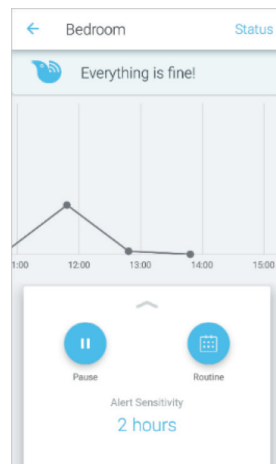 Bedroom Status
Everything is fine!
1:00 12:00 13:00 14:00 15:00
Pause Routine
Alert Sensitivity
2 hours